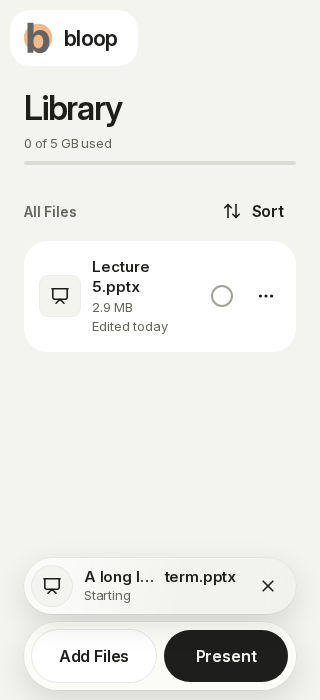 bloop
Library
0 of 5 GB used
All Files
Sort
Lecture
5.pptx
2.9 MB
Edited today
A long l… term.pptx
Starting
Add Files
Present